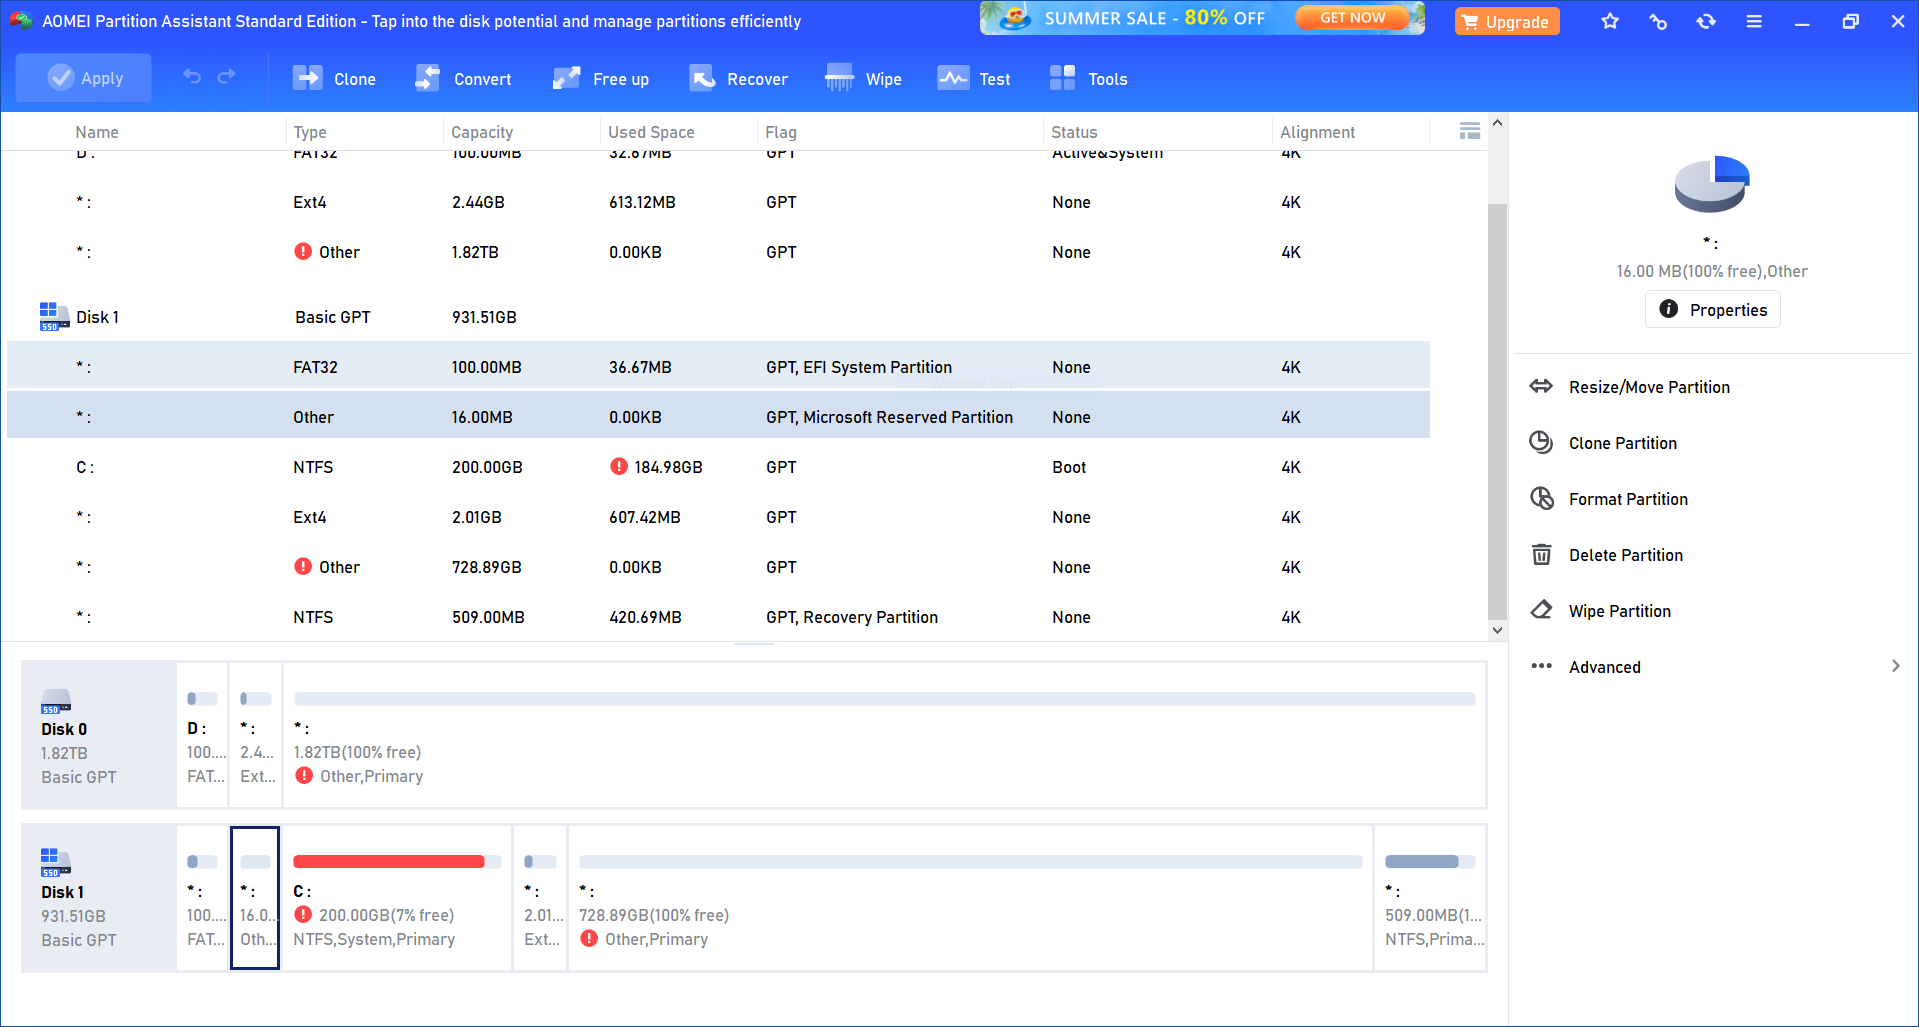 AOMEI Partition Assistant Standard Edition - Tap into the disk potential and manage partitions efficiently
SUMMER SALE - 80% OFF GET NOW
Upgrade
Apply Clone Convert Free up Recover Wipe Test Tools
Name Type Capacity Used Space Flag Status Alignment
D : FAT32 100.00MB 32.67MB GPT Active&System 4K
* : Ext4 2.44GB 613.12MB GPT None 4K
* : Other 1.82TB 0.00KB GPT None 4K
SSD Disk 1 Basic GPT 931.51GB
* : FAT32 100.00MB 36.67MB GPT, EFI System Partition None 4K
Window Snip
* : Other 16.00MB 0.00KB GPT, Microsoft Reserved Partition None 4K
C : NTFS 200.00GB 184.98GB GPT Boot 4K
* : Ext4 2.01GB 607.42MB GPT None 4K
* : Other 728.89GB 0.00KB GPT None 4K
* : NTFS 509.00MB 420.69MB GPT, Recovery Partition None 4K
* :
16.00 MB(100% free),Other
Properties
Resize/Move Partition
Clone Partition
Format Partition
Delete Partition
Wipe Partition
Advanced
SSD
Disk 0
1.82TB
Basic GPT
D :
100....
FAT...
* :
2.4...
Ext...
* :
1.82TB(100% free)
Other,Primary
SSD
Disk 1
931.51GB
Basic GPT
* :
100....
FAT...
* :
16.0...
Oth...
C :
200.00GB(7% free)
NTFS,System,Primary
* :
2.01...
Ext...
* :
728.89GB(100% free)
Other,Primary
* :
509.00MB(1...
NTFS,Prima...